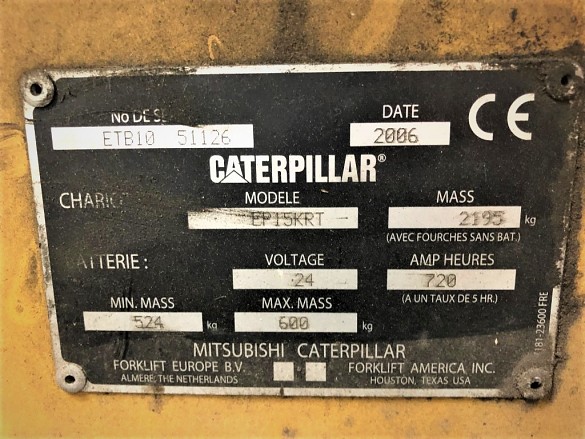 No DE SE DATE CE
ETB10 51126 2006
CATERPILLAR®
CHARIO MODELE MASS
EP15KRT 2195 kg
(AVEC FOURCHES SANS BAT.)
ATTERIE : VOLTAGE AMP HEURES
24 720
MIN. MASS MAX. MASS (A UN TAUX DE 5 HR.)
524 kg 600 kg
MITSUBISHI CATERPILLAR
FORKLIFT EUROPE B.V. FORKLIFT AMERICA INC.
ALMERE THE NETHERLANDS HOUSTON, TEXAS USA
181-23600 FRE